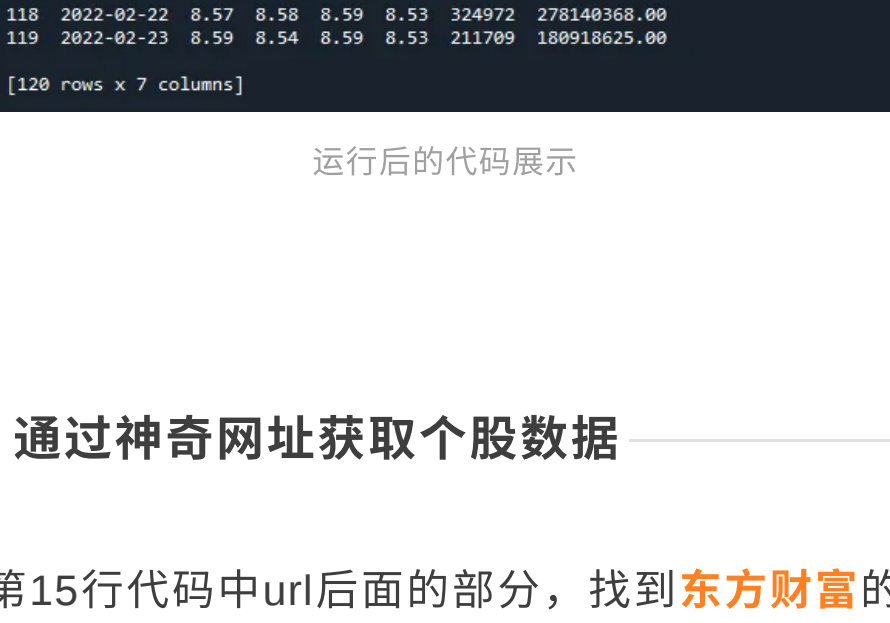 118 2022-02-22 8.57 8.58 8.59 8.53 324972 278140368.00
119 2022-02-23 8.59 8.54 8.59 8.53 211709 180918625.00
[120 rows x 7 columns]
运行后的代码展示
通过神奇网址获取个股数据
第15行代码中url后面的部分，找到东方财富的